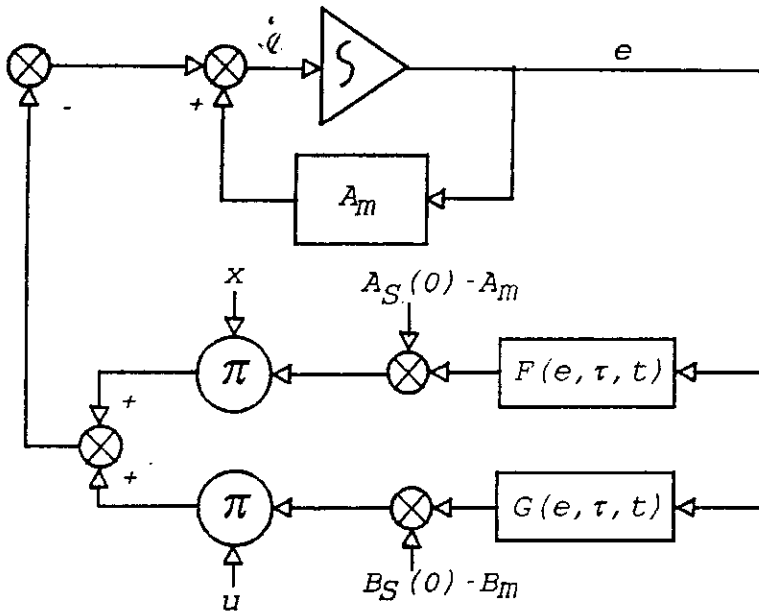 ė
∫
e
-
+
A_m
x
A_S(0)-A_m
π
F(e,τ,t)
+
+
π
G(e,τ,t)
u
B_S(0)-B_m